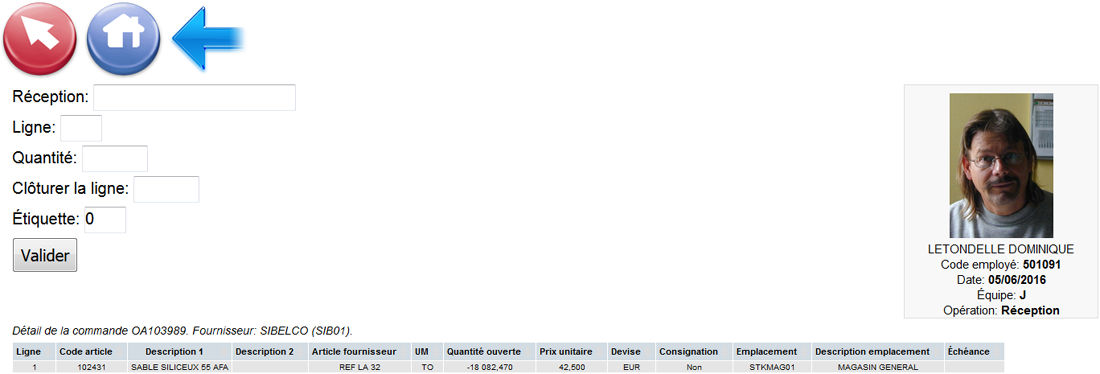 Réception:
Ligne:
Quantité:
Clôturer la ligne:
Étiquette: 0
Valider
LETONDELLE DOMINIQUE
Code employé: 501091
Date: 05/06/2016
Équipe: J
Opération: Réception
Détail de la commande OA103989. Fournisseur: SIBELCO (SIB01).
Ligne Code article Description 1 Description 2 Article fournisseur UM Quantité ouverte Prix unitaire Devise Consignation Emplacement Description emplacement Échéance
1 102431 SABLE SILICEUX 55 AFA REF LA 32 TO -18 082,470 42,500 EUR Non STKMAG01 MAGASIN GENERAL